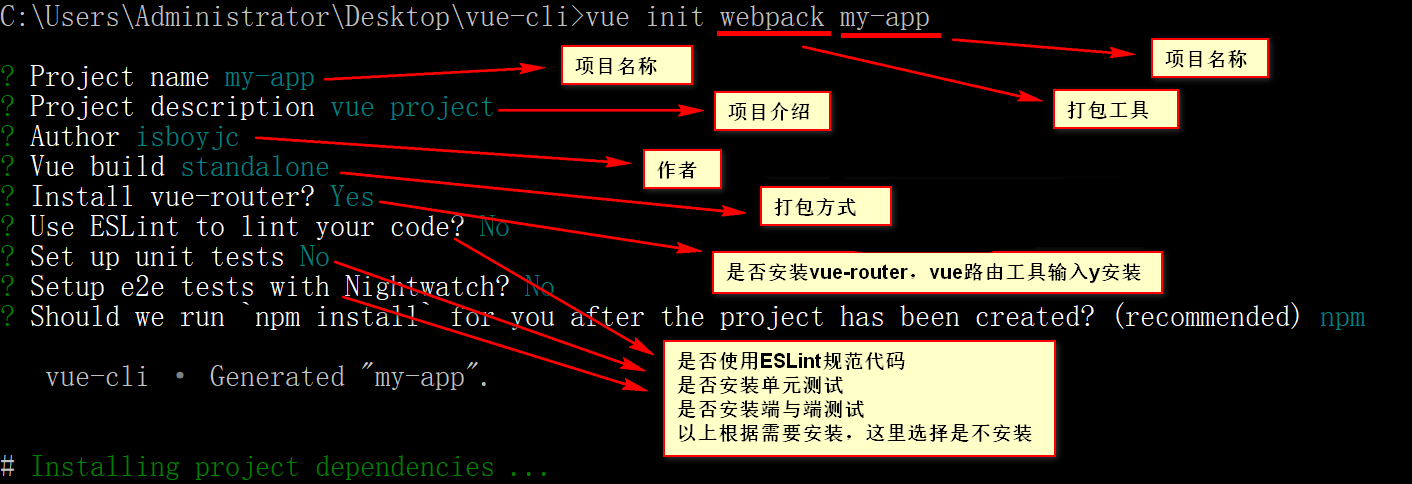 C:\Users\Administrator\Desktop\vue-cli>vue init webpack my-app
项目名称
项目名称
? Project name my-app
打包工具
? Project description vue project
项目介绍
? Author isboyjc
作者
? Vue build standalone
打包方式
? Install vue-router? Yes
? Use ESLint to lint your code? No
? Set up unit tests No
是否安装vue-router，vue路由工具输入y安装
? Setup e2e tests with Nightwatch? No
? Should we run `npm install` for you after the project has been created? (recommended) npm
是否使用ESLint规范代码
是否安装单元测试
是否安装端与端测试
以上根据需要安装，这里选择是不安装
vue-cli · Generated "my-app".
# Installing project dependencies ...